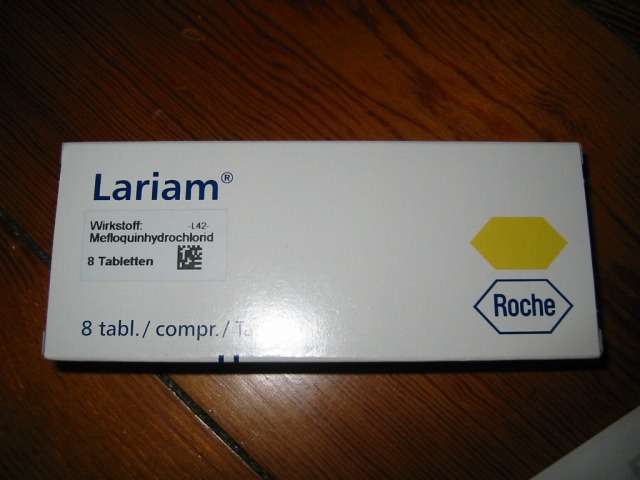 Lariam®
Wirkstoff: -L42-
Mefloquinhydrochlorid
8 Tabletten
8 tabl./ compr./
Roche